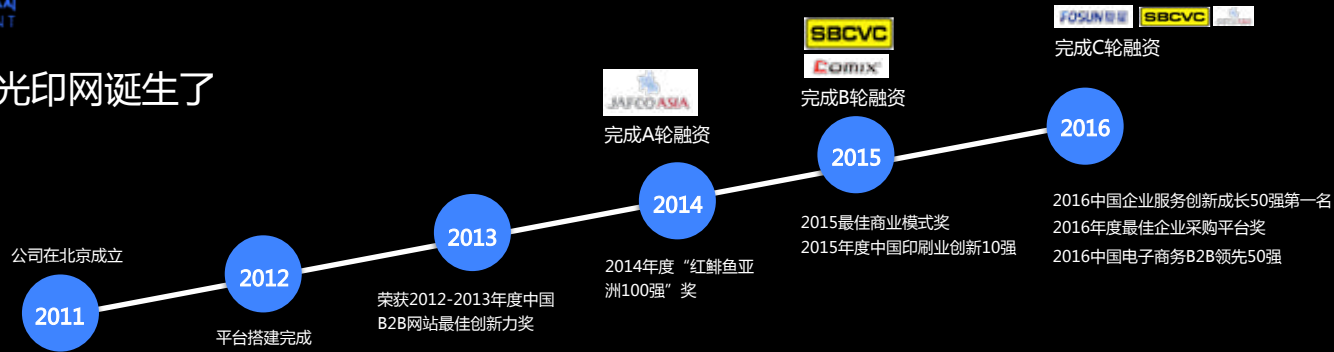 NT
光印网诞生了
公司在北京成立
2011
2012
平台搭建完成
2013
荣获2012-2013年度中国
B2B网站最佳创新力奖
JAFCO ASIA
完成A轮融资
2014
2014年度“红鲱鱼亚
洲100强”奖
SBCVC
Comix
完成B轮融资
2015
2015最佳商业模式奖
2015年度中国印刷业创新10强
FOSUN复星 SBCVC
完成C轮融资
2016
2016中国企业服务创新成长50强第一名
2016年度最佳企业采购平台奖
2016中国电子商务B2B领先50强